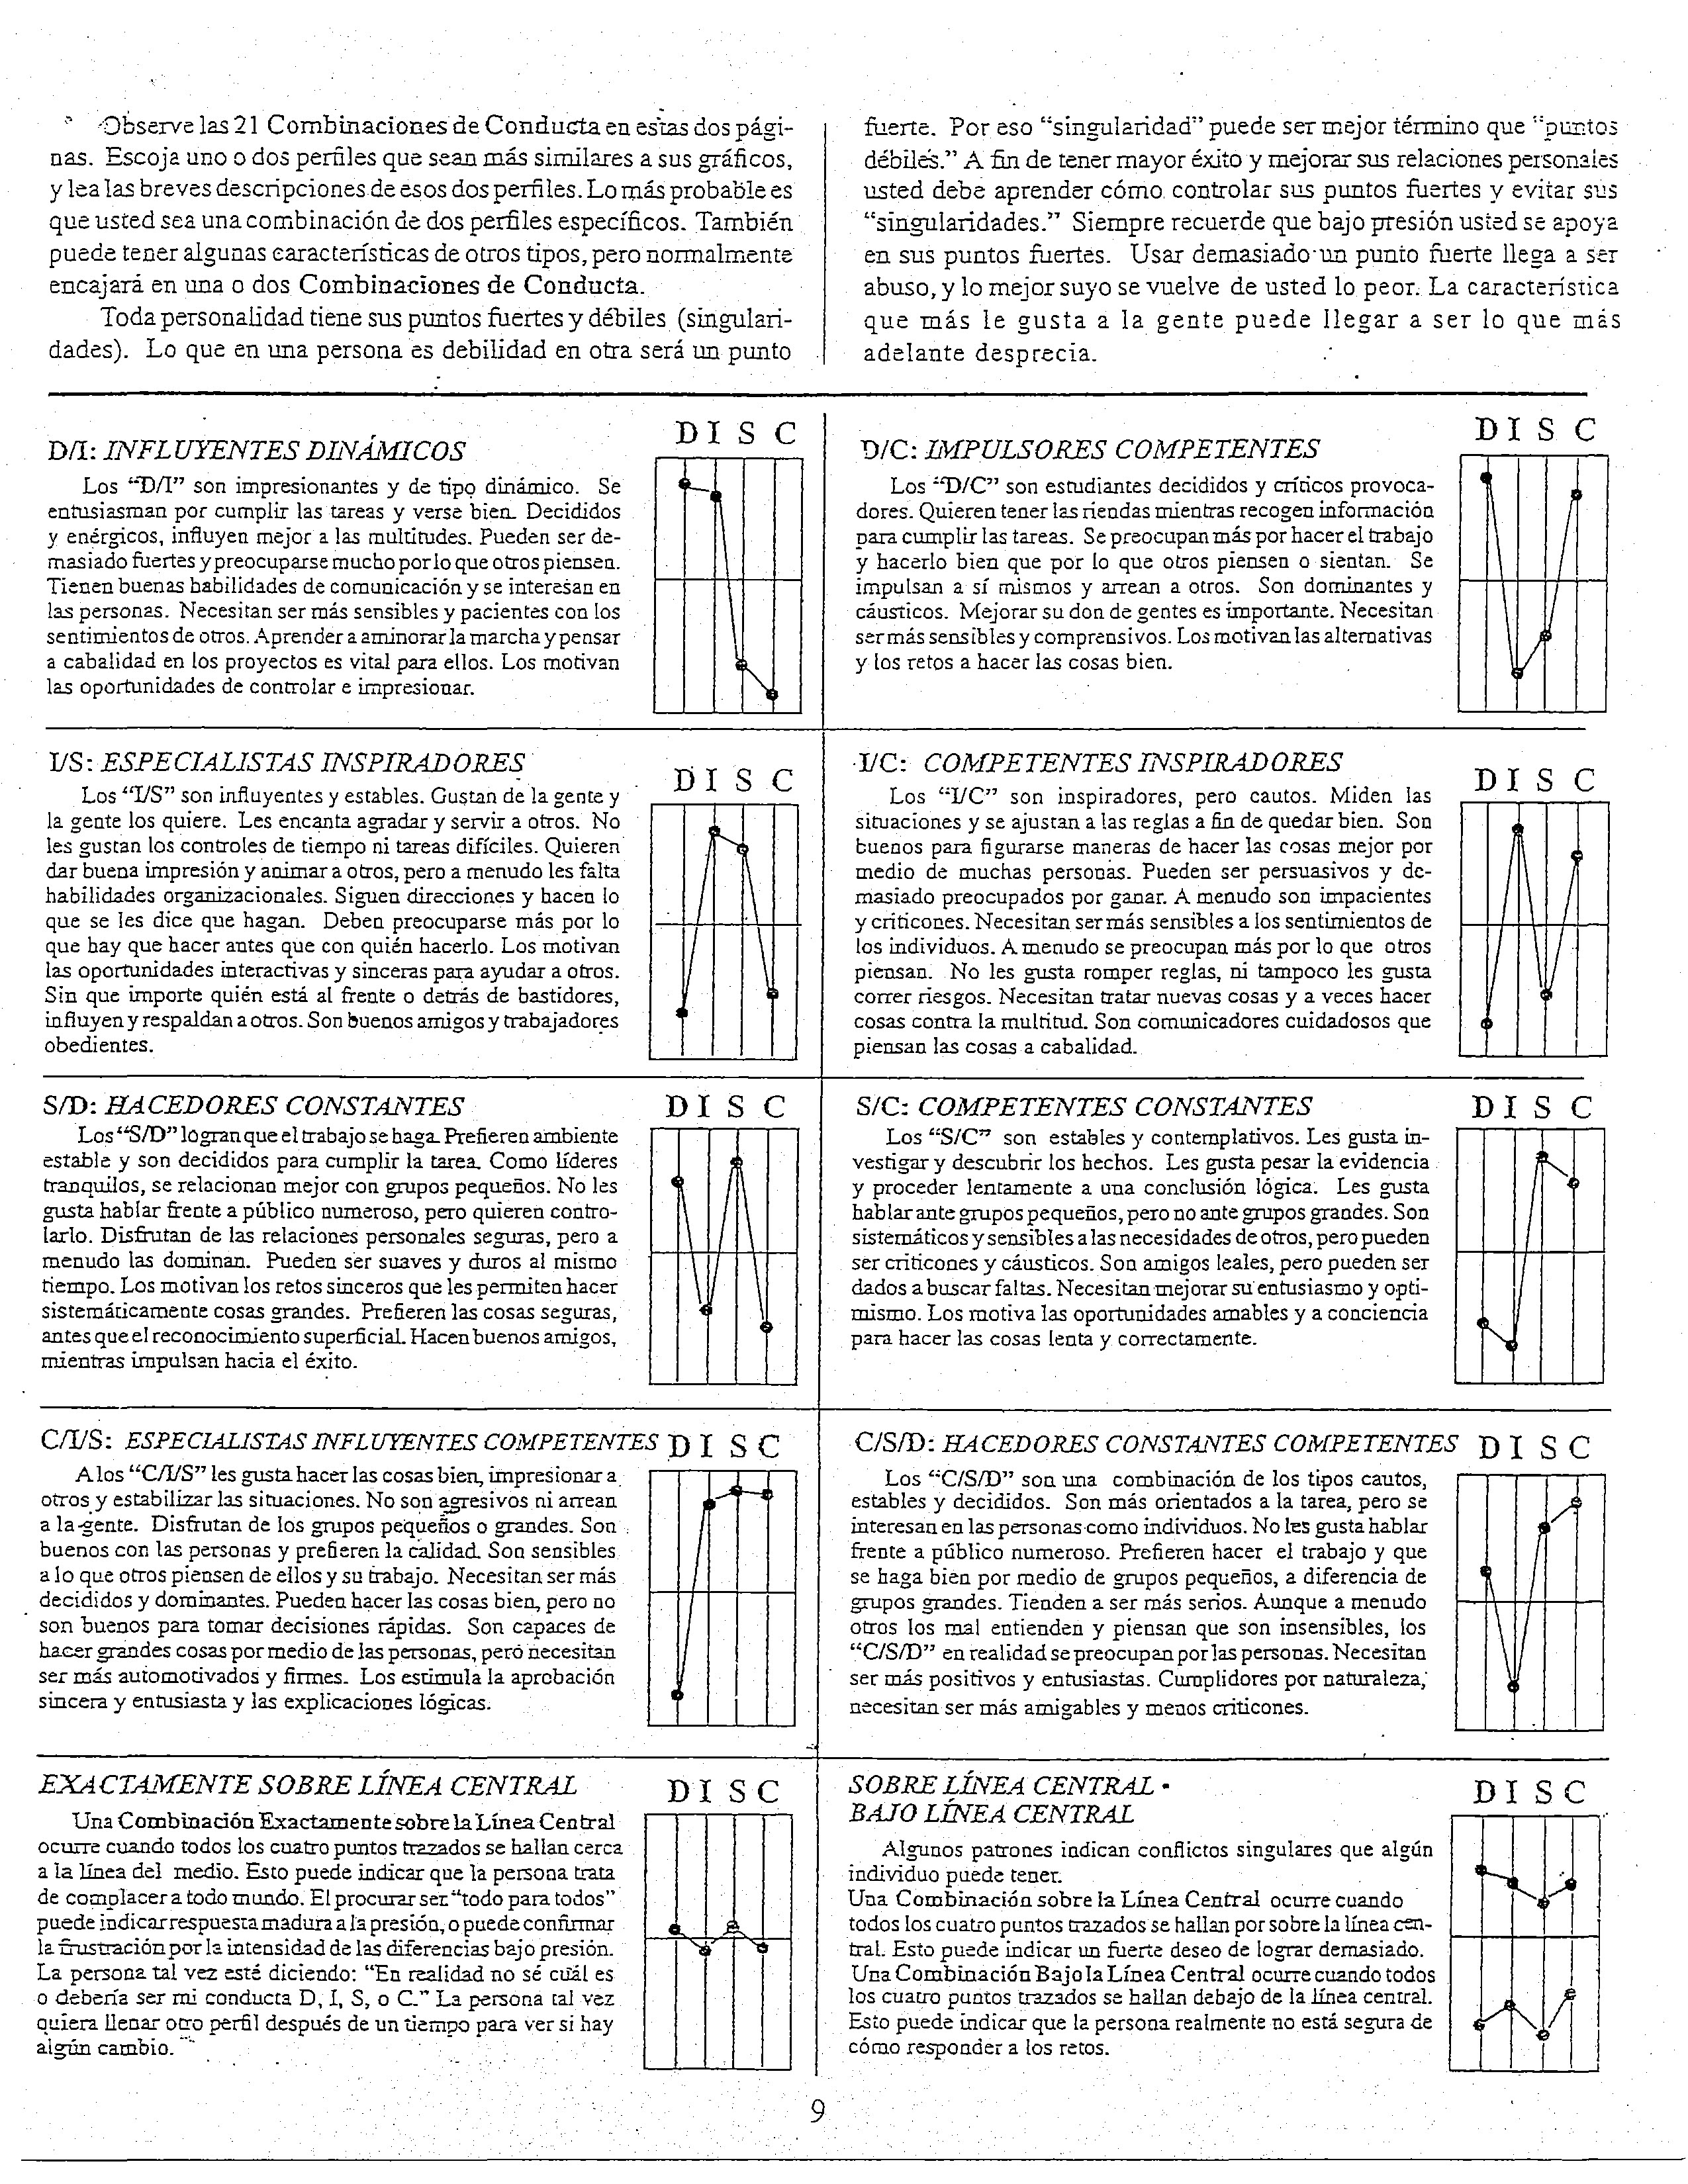 Observe las 21 Combinaciones de Conducta en estas dos pági-
nas. Escoja uno o dos perfiles que sean más similares a sus gráficos,
y lea las breves descripciones de esos dos perfiles. Lo más probable es
que usted sea una combinación de dos perfiles específicos. También
puede tener algunas características de otros tipos, pero normalmente
encajará en una o dos Combinaciones de Conducta.
Toda personalidad tiene sus puntos fuertes y débiles (singulari-
dades). Lo que en una persona es debilidad en otra será un punto
fuerte. Por eso “singularidad” puede ser mejor término que “puntos
débiles.” A fin de tener mayor éxito y mejorar sus relaciones personales
usted debe aprender cómo controlar sus puntos fuertes y evitar sus
“singularidades.” Siempre recuerde que bajo presión usted se apoya
en sus puntos fuertes. Usar demasiado un punto fuerte llega a ser
abuso, y lo mejor suyo se vuelve de usted lo peor. La característica
que más le gusta a la gente puede llegar a ser lo que más
adelante desprecia.
D/I: INFLUYENTES DINÁMICOS
D I S C
Los “D/I” son impresionantes y de tipo dinámico. Se
entusiasman por cumplir las tareas y verse bien. Decididos
y enérgicos, influyen mejor a las multitudes. Pueden ser de-
masiado fuertes y preocuparse mucho por lo que otros piensen.
Tienen buenas habilidades de comunicación y se interesan en
las personas. Necesitan ser más sensibles y pacientes con los
sentimientos de otros. Aprender a aminorar la marcha y pensar
a cabalidad en los proyectos es vital para ellos. Los motivan
las oportunidades de controlar e impresionar.
D/C: IMPULSORES COMPETENTES
D I S C
Los “D/C” son estudiantes decididos y críticos provoca-
dores. Quieren tener las riendas mientras recogen información
para cumplir las tareas. Se preocupan más por hacer el trabajo
y hacerlo bien que por lo que otros piensen o sientan. Se
impulsan a sí mismos y arrean a otros. Son dominantes y
cáusticos. Mejorar su don de gentes es importante. Necesitan
ser más sensibles y comprensivos. Los motivan las alternativas
y los retos a hacer las cosas bien.
I/S: ESPECIALISTAS INSPIRADORES
D I S C
Los “I/S” son influyentes y estables. Gustan de la gente y
la gente los quiere. Les encanta agradar y servir a otros. No
les gustan los controles de tiempo ni tareas difíciles. Quieren
dar buena impresión y animar a otros, pero a menudo les falta
habilidades organizacionales. Siguen direcciones y hacen lo
que se les dice que hagan. Deben preocuparse más por lo
que hay que hacer antes que con quién hacerlo. Los motivan
las oportunidades interactivas y sinceras para ayudar a otros.
Sin que importe quién está al frente o detrás de bastidores,
influyen y respaldan a otros. Son buenos amigos y trabajadores
obedientes.
I/C: COMPETENTES INSPIRADORES
D I S C
Los “I/C” son inspiradores, pero cautos. Miden las
situaciones y se ajustan a las reglas a fin de quedar bien. Son
buenos para figurarse maneras de hacer las cosas mejor por
medio de muchas personas. Pueden ser persuasivos y de-
masiado preocupados por ganar. A menudo son impacientes
y criticones. Necesitan ser más sensibles a los sentimientos de
los individuos. A menudo se preocupan más por lo que otros
piensan. No les gusta romper reglas, ni tampoco les gusta
correr riesgos. Necesitan tratar nuevas cosas y a veces hacer
cosas contra la multitud. Son comunicadores cuidadosos que
piensan las cosas a cabalidad.
S/D: HACEDORES CONSTANTES
D I S C
Los “S/D” logran que el trabajo se haga. Prefieren ambiente
estable y son decididos para cumplir la tarea. Como líderes
tranquilos, se relacionan mejor con grupos pequeños. No les
gusta hablar frente a público numeroso, pero quieren contro-
larlo. Disfrutan de las relaciones personales seguras, pero a
menudo las dominan. Pueden ser suaves y duros al mismo
tiempo. Los motivan los retos sinceros que les permiten hacer
sistemáticamente cosas grandes. Prefieren las cosas seguras,
antes que el reconocimiento superficial. Hacen buenos amigos,
mientras impulsan hacia el éxito.
S/C: COMPETENTES CONSTANTES
D I S C
Los “S/C” son estables y contemplativos. Les gusta in-
vestigar y descubrir los hechos. Les gusta pesar la evidencia
y proceder lentamente a una conclusión lógica. Les gusta
hablar ante grupos pequeños, pero no ante grupos grandes. Son
sistemáticos y sensibles a las necesidades de otros, pero pueden
ser criticones y cáusticos. Son amigos leales, pero pueden ser
dados a buscar faltas. Necesitan mejorar su entusiasmo y opti-
mismo. Los motiva las oportunidades amables y a conciencia
para hacer las cosas lenta y correctamente.
C/I/S: ESPECIALISTAS INFLUYENTES COMPETENTES
D I S C
A los “C/I/S” les gusta hacer las cosas bien, impresionar a
otros y estabilizar las situaciones. No son agresivos ni arrean
a la gente. Disfrutan de los grupos pequeños o grandes. Son
buenos con las personas y prefieren la calidad. Son sensibles
a lo que otros piensen de ellos y su trabajo. Necesitan ser más
decididos y dominantes. Pueden hacer las cosas bien, pero no
son buenos para tomar decisiones rápidas. Son capaces de
hacer grandes cosas por medio de las personas, pero necesitan
ser más automotivados y firmes. Los estimula la aprobación
sincera y entusiasta y las explicaciones lógicas.
C/S/D: HACEDORES CONSTANTES COMPETENTES
D I S C
Los “C/S/D” son una combinación de los tipos cautos,
estables y decididos. Son más orientados a la tarea, pero se
interesan en las personas como individuos. No les gusta hablar
frente a público numeroso. Prefieren hacer el trabajo y que
se haga bien por medio de grupos pequeños, a diferencia de
grupos grandes. Tienden a ser más serios. Aunque a menudo
otros los mal entienden y piensan que son insensibles, los
“C/S/D” en realidad se preocupan por las personas. Necesitan
ser más positivos y entusiastas. Cumplidores por naturaleza,
necesitan ser más amigables y menos criticones.
EXACTAMENTE SOBRE LÍNEA CENTRAL
D I S C
Una Combinación Exactamente sobre la Línea Central
ocurre cuando todos los cuatro puntos trazados se hallan cerca
a la línea del medio. Esto puede indicar que la persona trata
de complacer a todo mundo. El procurar ser “todo para todos”
puede indicar respuesta madura a la presión, o puede confirmar
la frustración por la intensidad de las diferencias bajo presión.
La persona tal vez esté diciendo: “En realidad no sé cuál es
o debería ser mi conducta D, I, S, o C.” La persona tal vez
quiera llenar otro perfil después de un tiempo para ver si hay
algún cambio.
SOBRE LÍNEA CENTRAL -
BAJO LÍNEA CENTRAL
D I S C
Algunos patrones indican conflictos singulares que algún
individuo puede tener.
Una Combinación sobre la Línea Central ocurre cuando
todos los cuatro puntos trazados se hallan por sobre la línea cen-
tral. Esto puede indicar un fuerte deseo de lograr demasiado.
Una Combinación Bajo la Línea Central ocurre cuando todos
los cuatro puntos trazados se hallan debajo de la línea central.
Esto puede indicar que la persona realmente no está segura de
cómo responder a los retos.
9